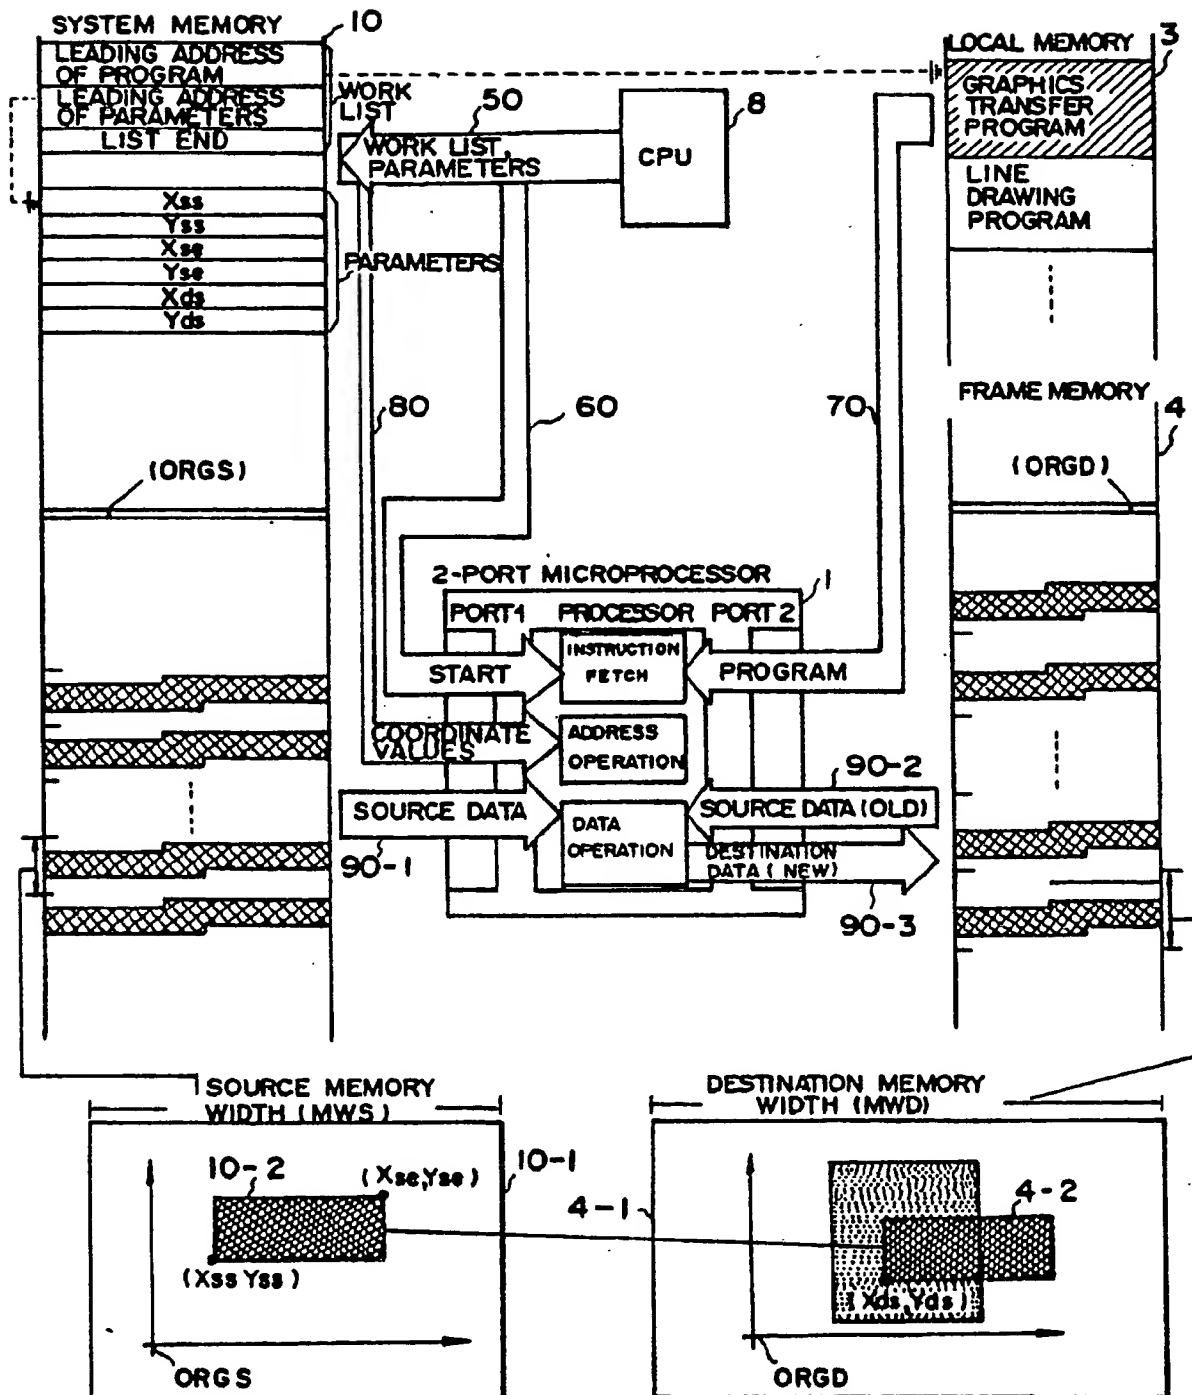 SYSTEM MEMORY
10
LEADING ADDRESS
OF PROGRAM
LEADING ADDRESS
OF PARAMETERS
LIST END
WORK
LIST
Xss
Yss
Xse
Yse
Xds
Yds
PARAMETERS
50
WORK LIST,
PARAMETERS
CPU
8
LOCAL MEMORY
3
GRAPHICS
TRANSFER
PROGRAM
LINE
DRAWING
PROGRAM
FRAME MEMORY
4
80
60
70
(ORGS)
(ORGD)
2-PORT MICROPROCESSOR
1
PORT 1
PROCESSOR
PORT 2
START
INSTRUCTION
FETCH
PROGRAM
COORDINATE
VALUES
ADDRESS
OPERATION
SOURCE DATA
90-1
DATA
OPERATION
90-2
SOURCE DATA (OLD)
DESTINATION
DATA (NEW)
90-3
SOURCE MEMORY
WIDTH (MWS)
10-2
(Xse,Yse)
10-1
(Xss Yss)
ORGS
DESTINATION MEMORY
WIDTH (MWD)
4-1
4-2
(Xds,Yds)
ORGD